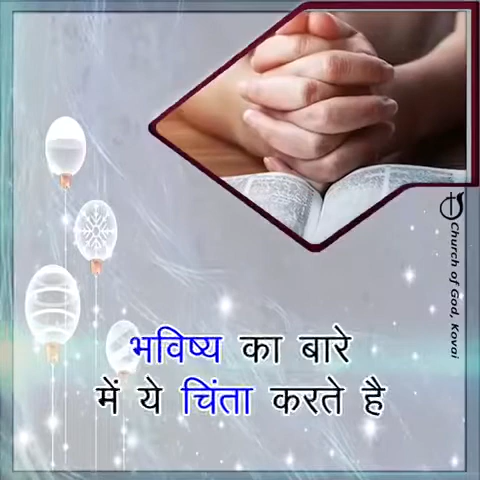 Church of God, Kovai
भविष्य का बारे
में ये चिंता करते है